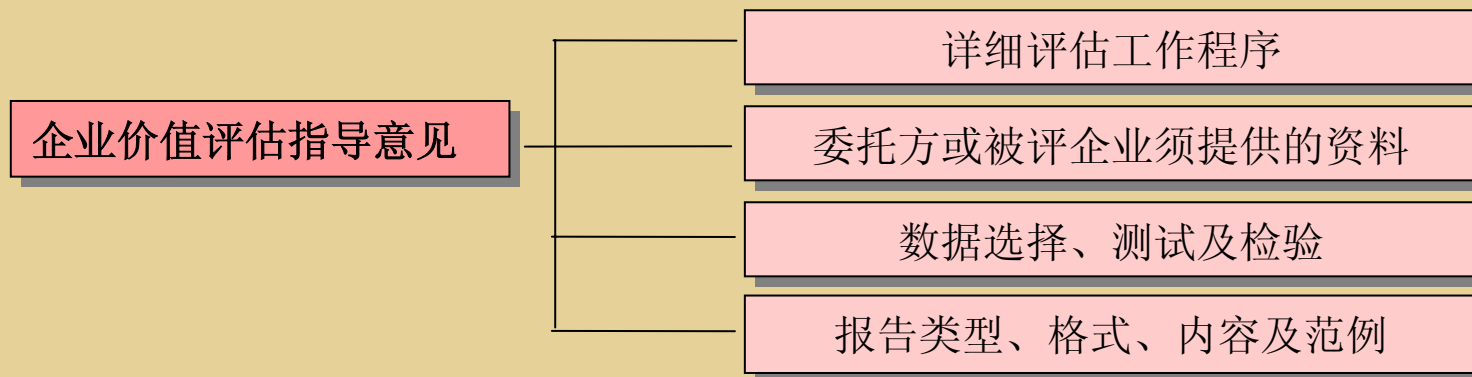 企业价值评估指导意见
详细评估工作程序
委托方或被评企业须提供的资料
数据选择、测试及检验
报告类型、格式、内容及范例